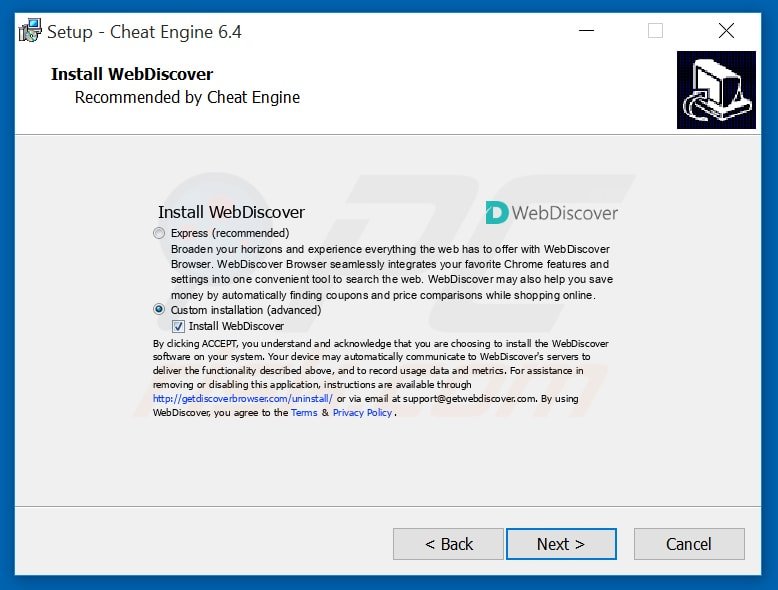 Setup - Cheat Engine 6.4
Install WebDiscover
Recommended by Cheat Engine
Install WebDiscover
WebDiscover
Express (recommended)
Broaden your horizons and experience everything the web has to offer with WebDiscover
Browser. WebDiscover Browser seamlessly integrates your favorite Chrome features and
settings into one convenient tool to search the web. WebDiscover may also help you save
money by automatically finding coupons and price comparisons while shopping online.
Custom installation (advanced)
Install WebDiscover
By clicking ACCEPT, you understand and acknowledge that you are choosing to install the WebDiscover
software on your system. Your device may automatically communicate to WebDiscover's servers to
deliver the functionality described above, and to record usage data and metrics. For assistance in
removing or disabling this application, instructions are available through
http://getdiscoverbrowser.com/uninstall/ or via email at support@getwebdiscover.com. By using
WebDiscover, you agree to the Terms & Privacy Policy .
< Back
Next >
Cancel